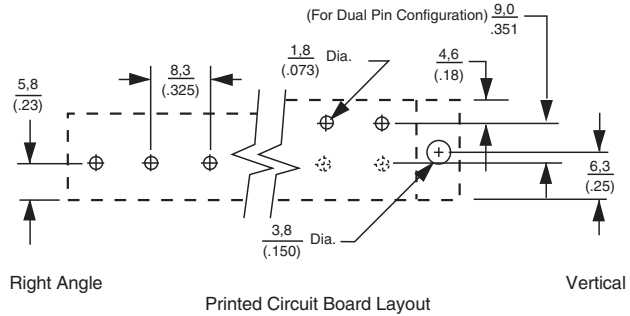 (For Dual Pin Configuration) 9,0
.351
1,8 Dia.
(.073)
4,6
(.18)
8,3
(.325)
5,8
(.23)
6,3
(.25)
3,8 Dia.
(.150)
Right Angle
Vertical
Printed Circuit Board Layout